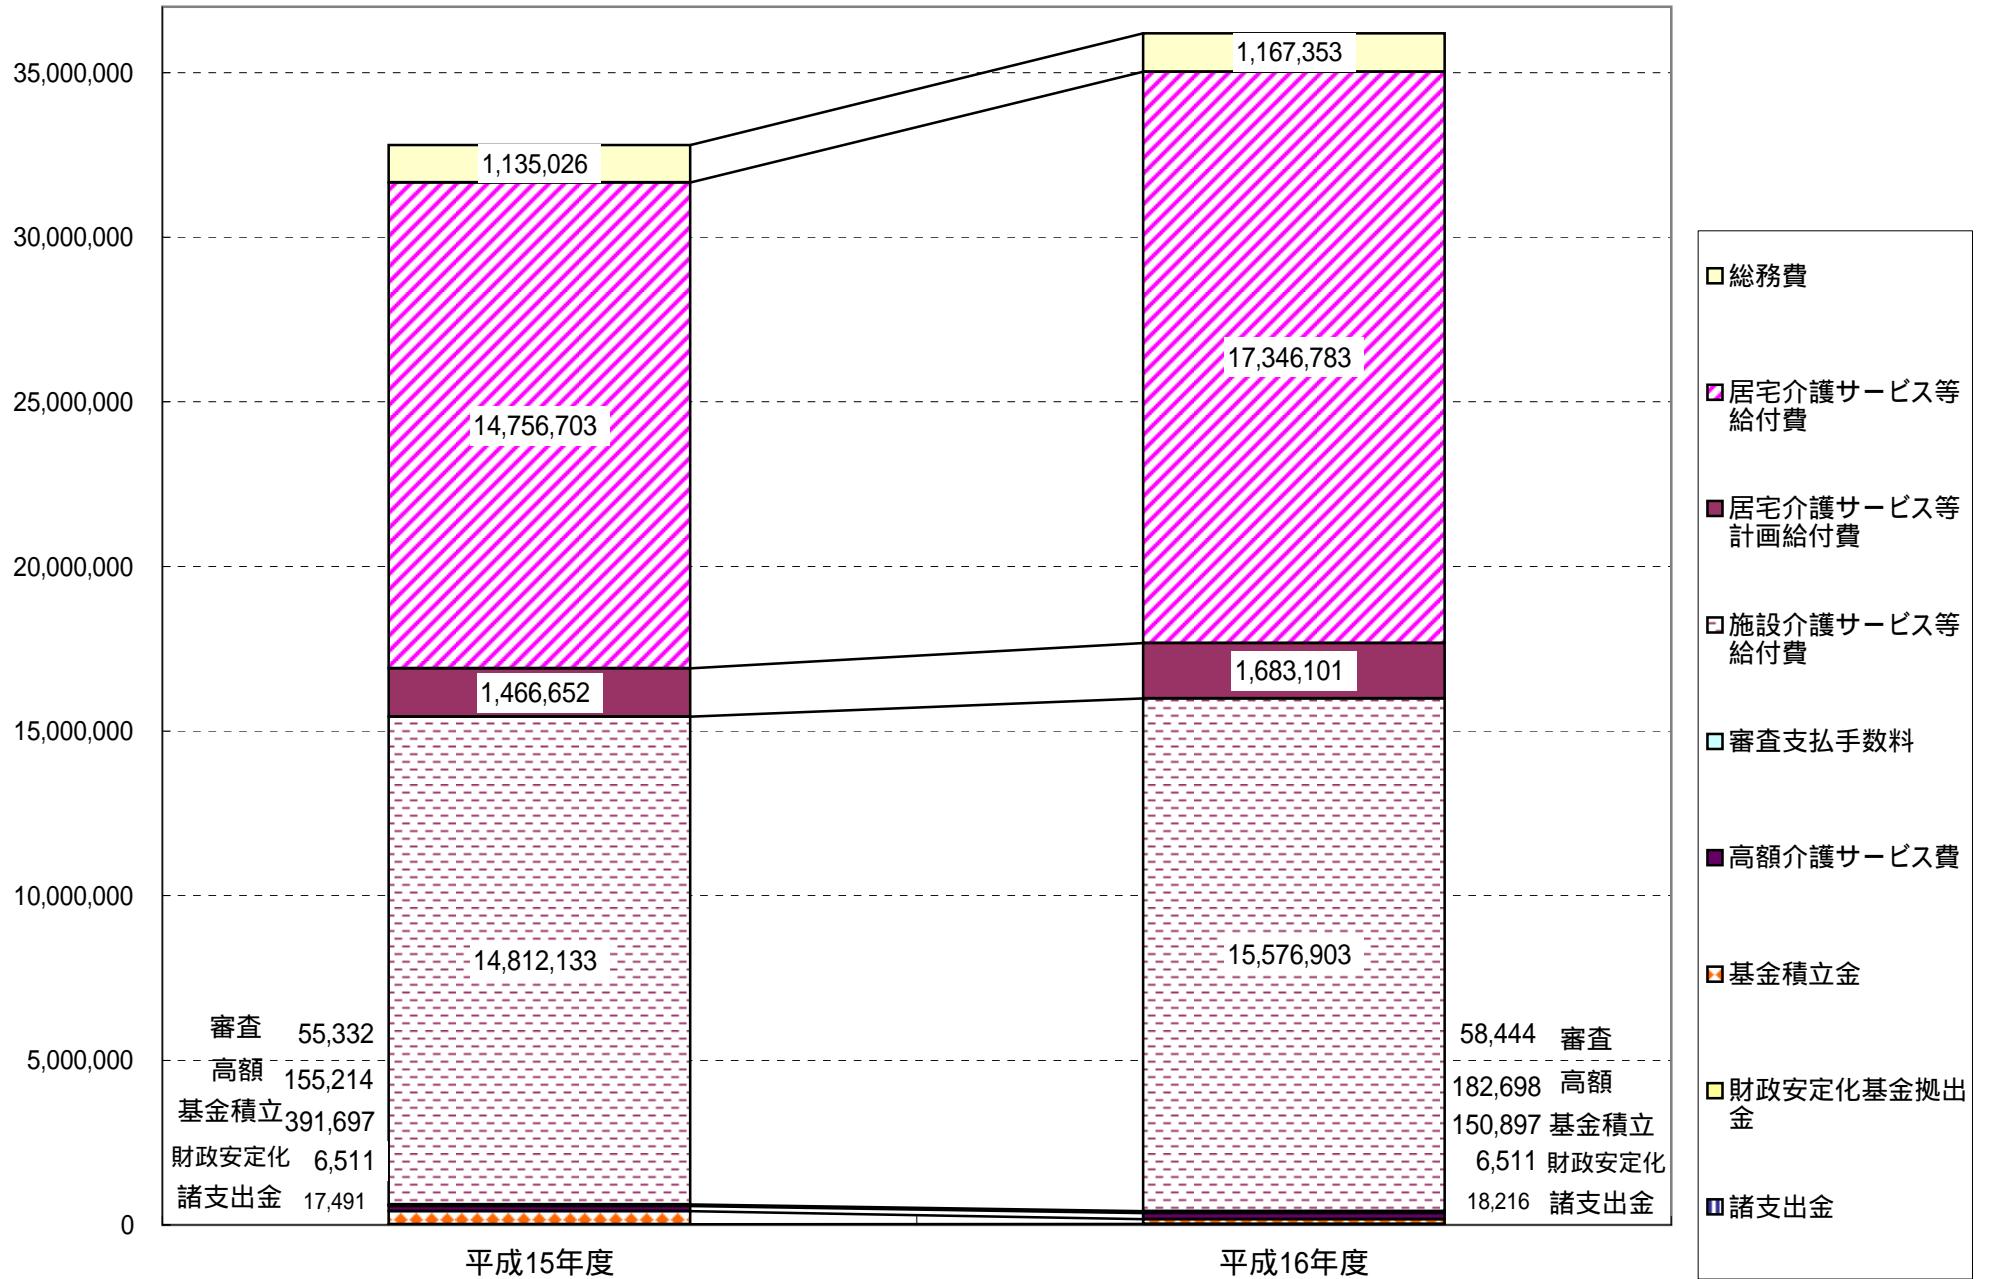 35,000,000
30,000,000
25,000,000
20,000,000
15,000,000
10,000,000
5,000,000
0
1,135,026
14,756,703
1,466,652
14,812,133
審査 55,332
高額 155,214
基金積立 391,697
財政安定化 6,511
諸支出金 17,491
平成15年度
1,167,353
17,346,783
1,683,101
15,576,903
58,444 審査
182,698 高額
150,897 基金積立
6,511 財政安定化
18,216 諸支出金
平成16年度
総務費
居宅介護サービス等
給付費
居宅介護サービス等
計画給付費
施設介護サービス等
給付費
審査支払手数料
高額介護サービス費
基金積立金
財政安定化基金拠出
金
諸支出金